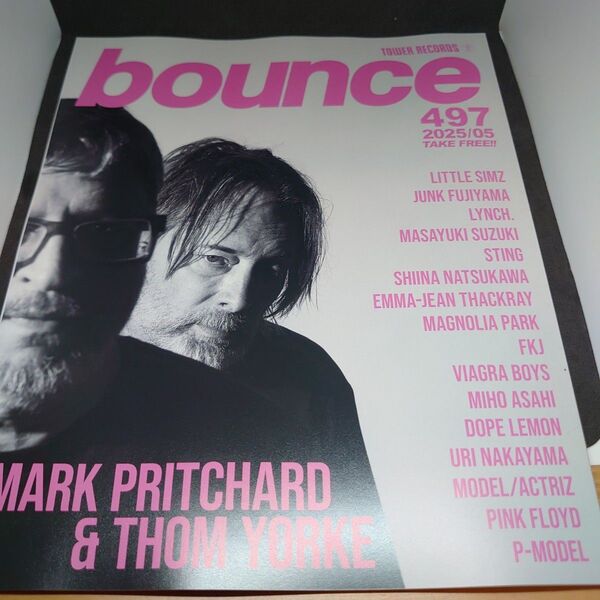 TOWER RECORDS
bounce
497
2025/05
TAKE FREE!!
LITTLE SIMZ
JUNK FUJIYAMA
LYNCH.
MASAYUKI SUZUKI
STING
SHIINA NATSUKAWA
EMMA-JEAN THACKRAY
MAGNOLIA PARK
FKJ
VIAGRA BOYS
MIHO ASAHI
DOPE LEMON
URI NAKAYAMA
MODEL/ACTRIZ
PINK FLOYD
P-MODEL
MARK PRITCHARD
& THOM YORKE